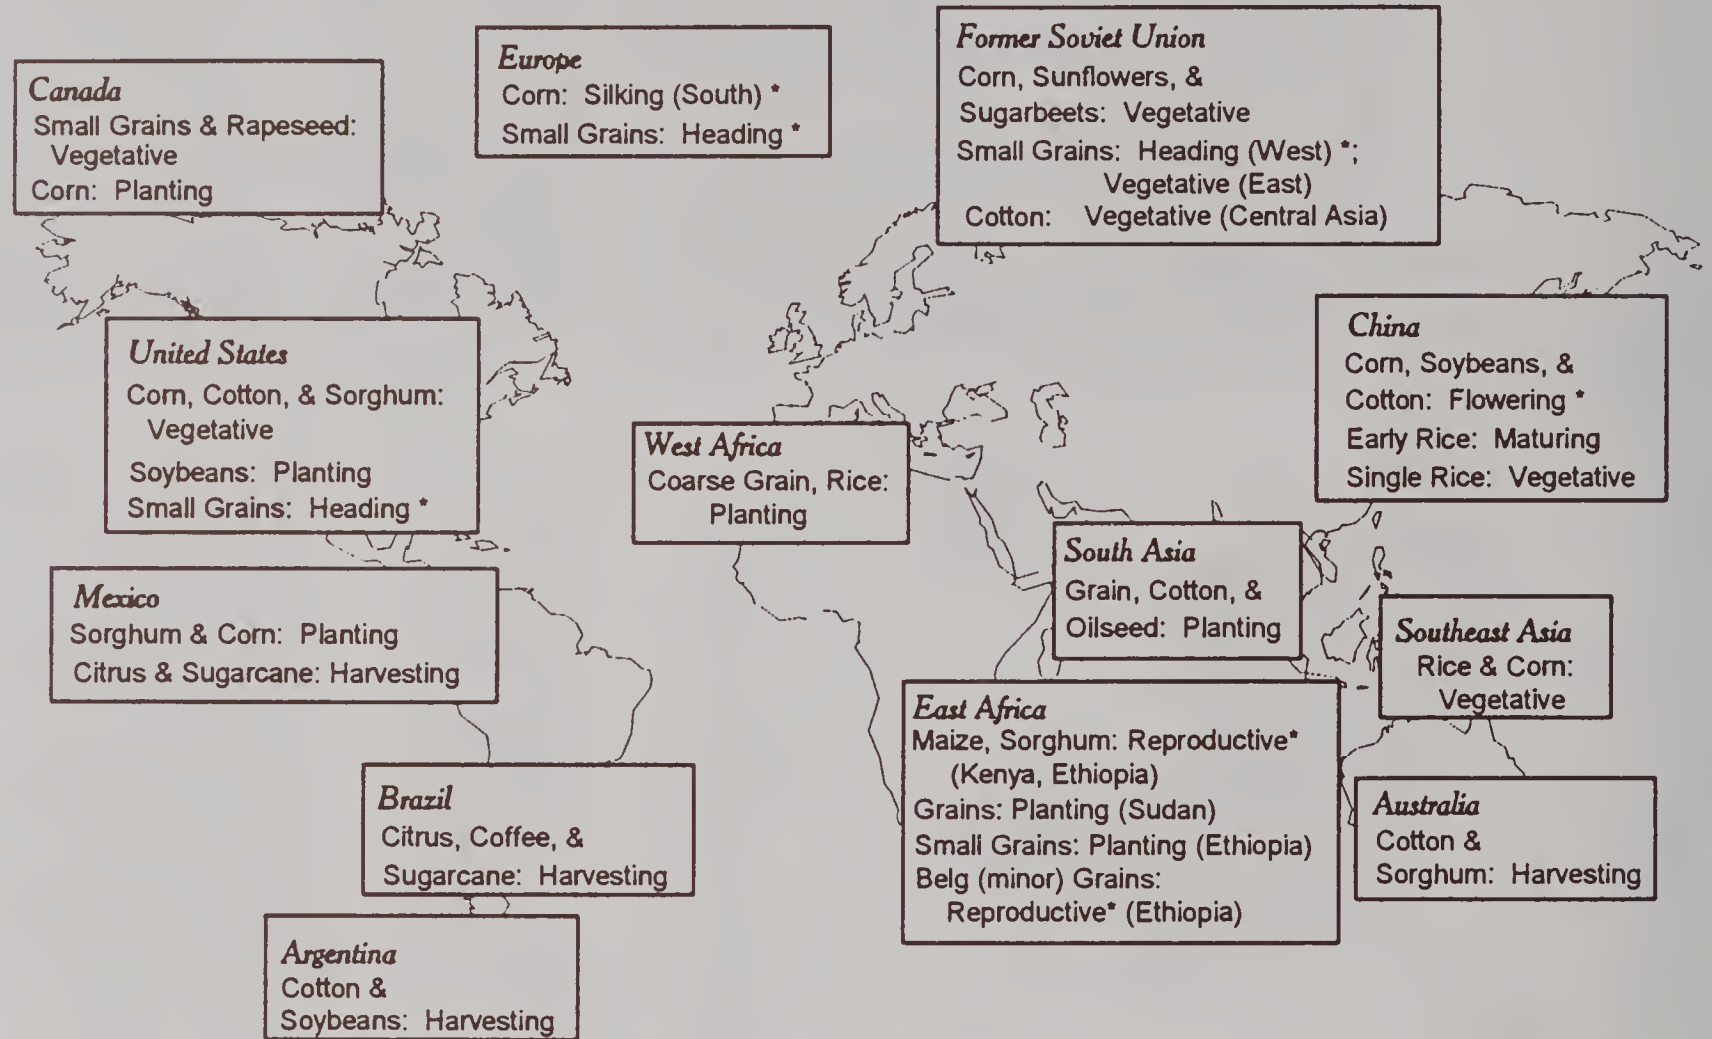 Canada
Small Grains & Rapeseed:
Vegetative
Corn: Planting
Europe
Corn: Silking (South) *
Small Grains: Heading *
Former Soviet Union
Corn, Sunflowers, &
Sugarbeets: Vegetative
Small Grains: Heading (West) *;
Vegetative (East)
Cotton: Vegetative (Central Asia)
United States
Corn, Cotton, & Sorghum:
Vegetative
Soybeans: Planting
Small Grains: Heading *
West Africa
Coarse Grain, Rice:
Planting
China
Corn, Soybeans, &
Cotton: Flowering *
Early Rice: Maturing
Single Rice: Vegetative
South Asia
Grain, Cotton, &
Oilseed: Planting
Mexico
Sorghum & Corn: Planting
Citrus & Sugarcane: Harvesting
Southeast Asia
Rice & Corn:
Vegetative
East Africa
Maize, Sorghum: Reproductive*
(Kenya, Ethiopia)
Grains: Planting (Sudan)
Small Grains: Planting (Ethiopia)
Belg (minor) Grains:
Reproductive* (Ethiopia)
Brazil
Citrus, Coffee, &
Sugarcane: Harvesting
Australia
Cotton &
Sorghum: Harvesting
Argentina
Cotton &
Soybeans: Harvesting